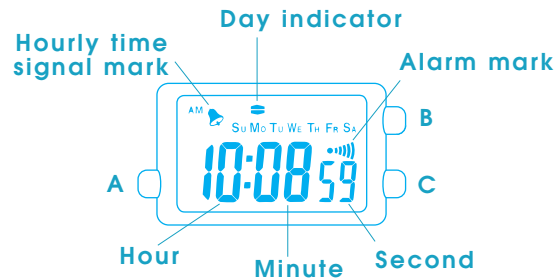 Day indicator
Hourly time
signal mark
Alarm mark
AM
SU MO TU WE TH FR SA
B
10:08 59
A
C
Hour
Minute
Second